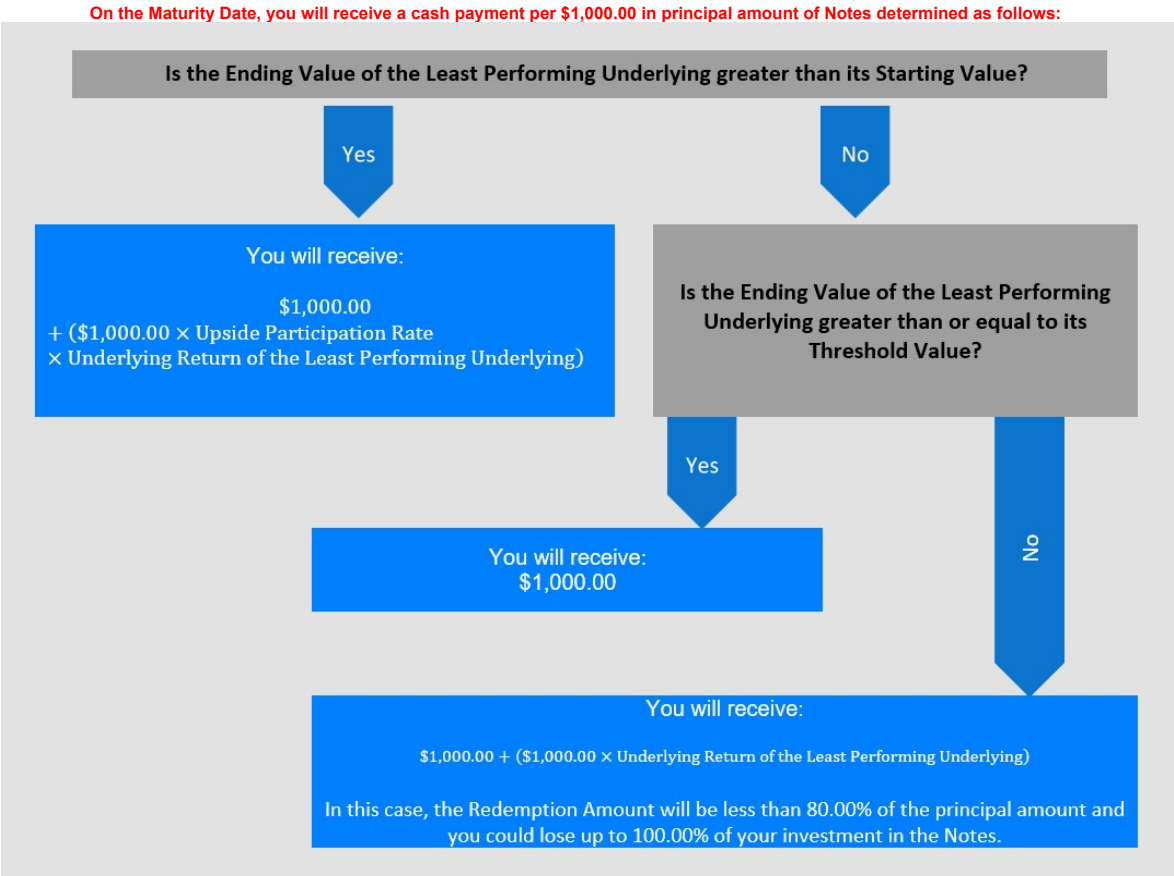 On the Maturity Date, you will receive a cash payment per $1,000.00 in principal amount of Notes determined as follows:
Is the Ending Value of the Least Performing Underlying greater than its Starting Value?
Yes
No
You will receive:
$1,000.00
+ ($1,000.00 × Upside Participation Rate
× Underlying Return of the Least Performing Underlying)
Is the Ending Value of the Least Performing
Underlying greater than or equal to its
Threshold Value?
Yes
No
You will receive:
$1,000.00
You will receive:
$1,000.00 + ($1,000.00 × Underlying Return of the Least Performing Underlying)
In this case, the Redemption Amount will be less than 80.00% of the principal amount and
you could lose up to 100.00% of your investment in the Notes.